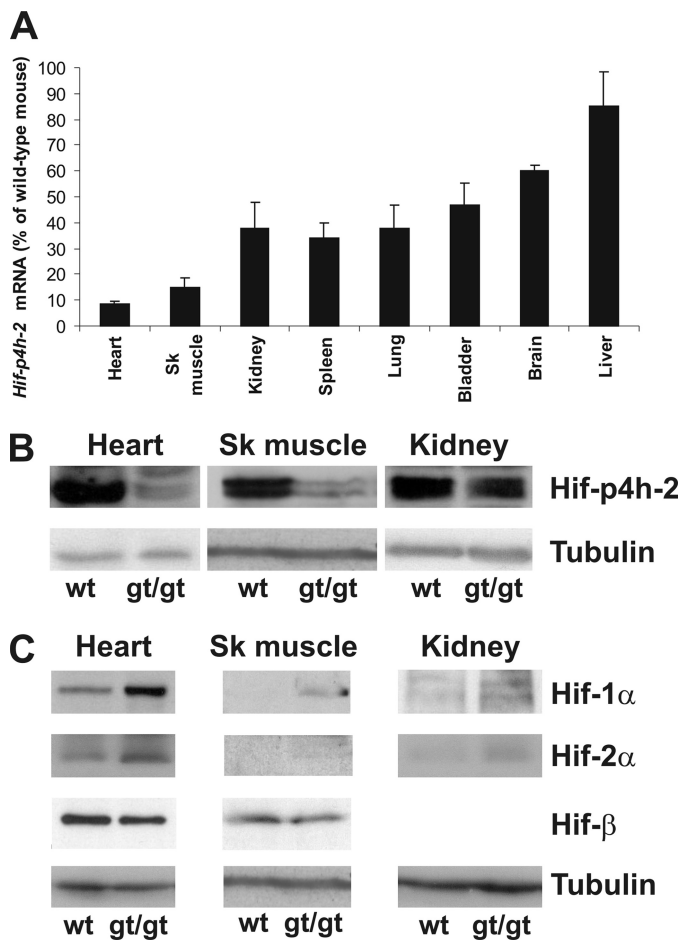 A
Hif-p4h-2 mRNA (% of wild-type mouse)
100
90
80
70
60
50
40
30
20
10
0
Heart
Sk muscle
Kidney
Spleen
Lung
Bladder
Brain
Liver
B
Heart Sk muscle Kidney
Hif-p4h-2
Tubulin
wt gt/gt wt gt/gt wt gt/gt
C
Heart Sk muscle Kidney
Hif-1α
Hif-2α
Hif-β
Tubulin
wt gt/gt wt gt/gt wt gt/gt